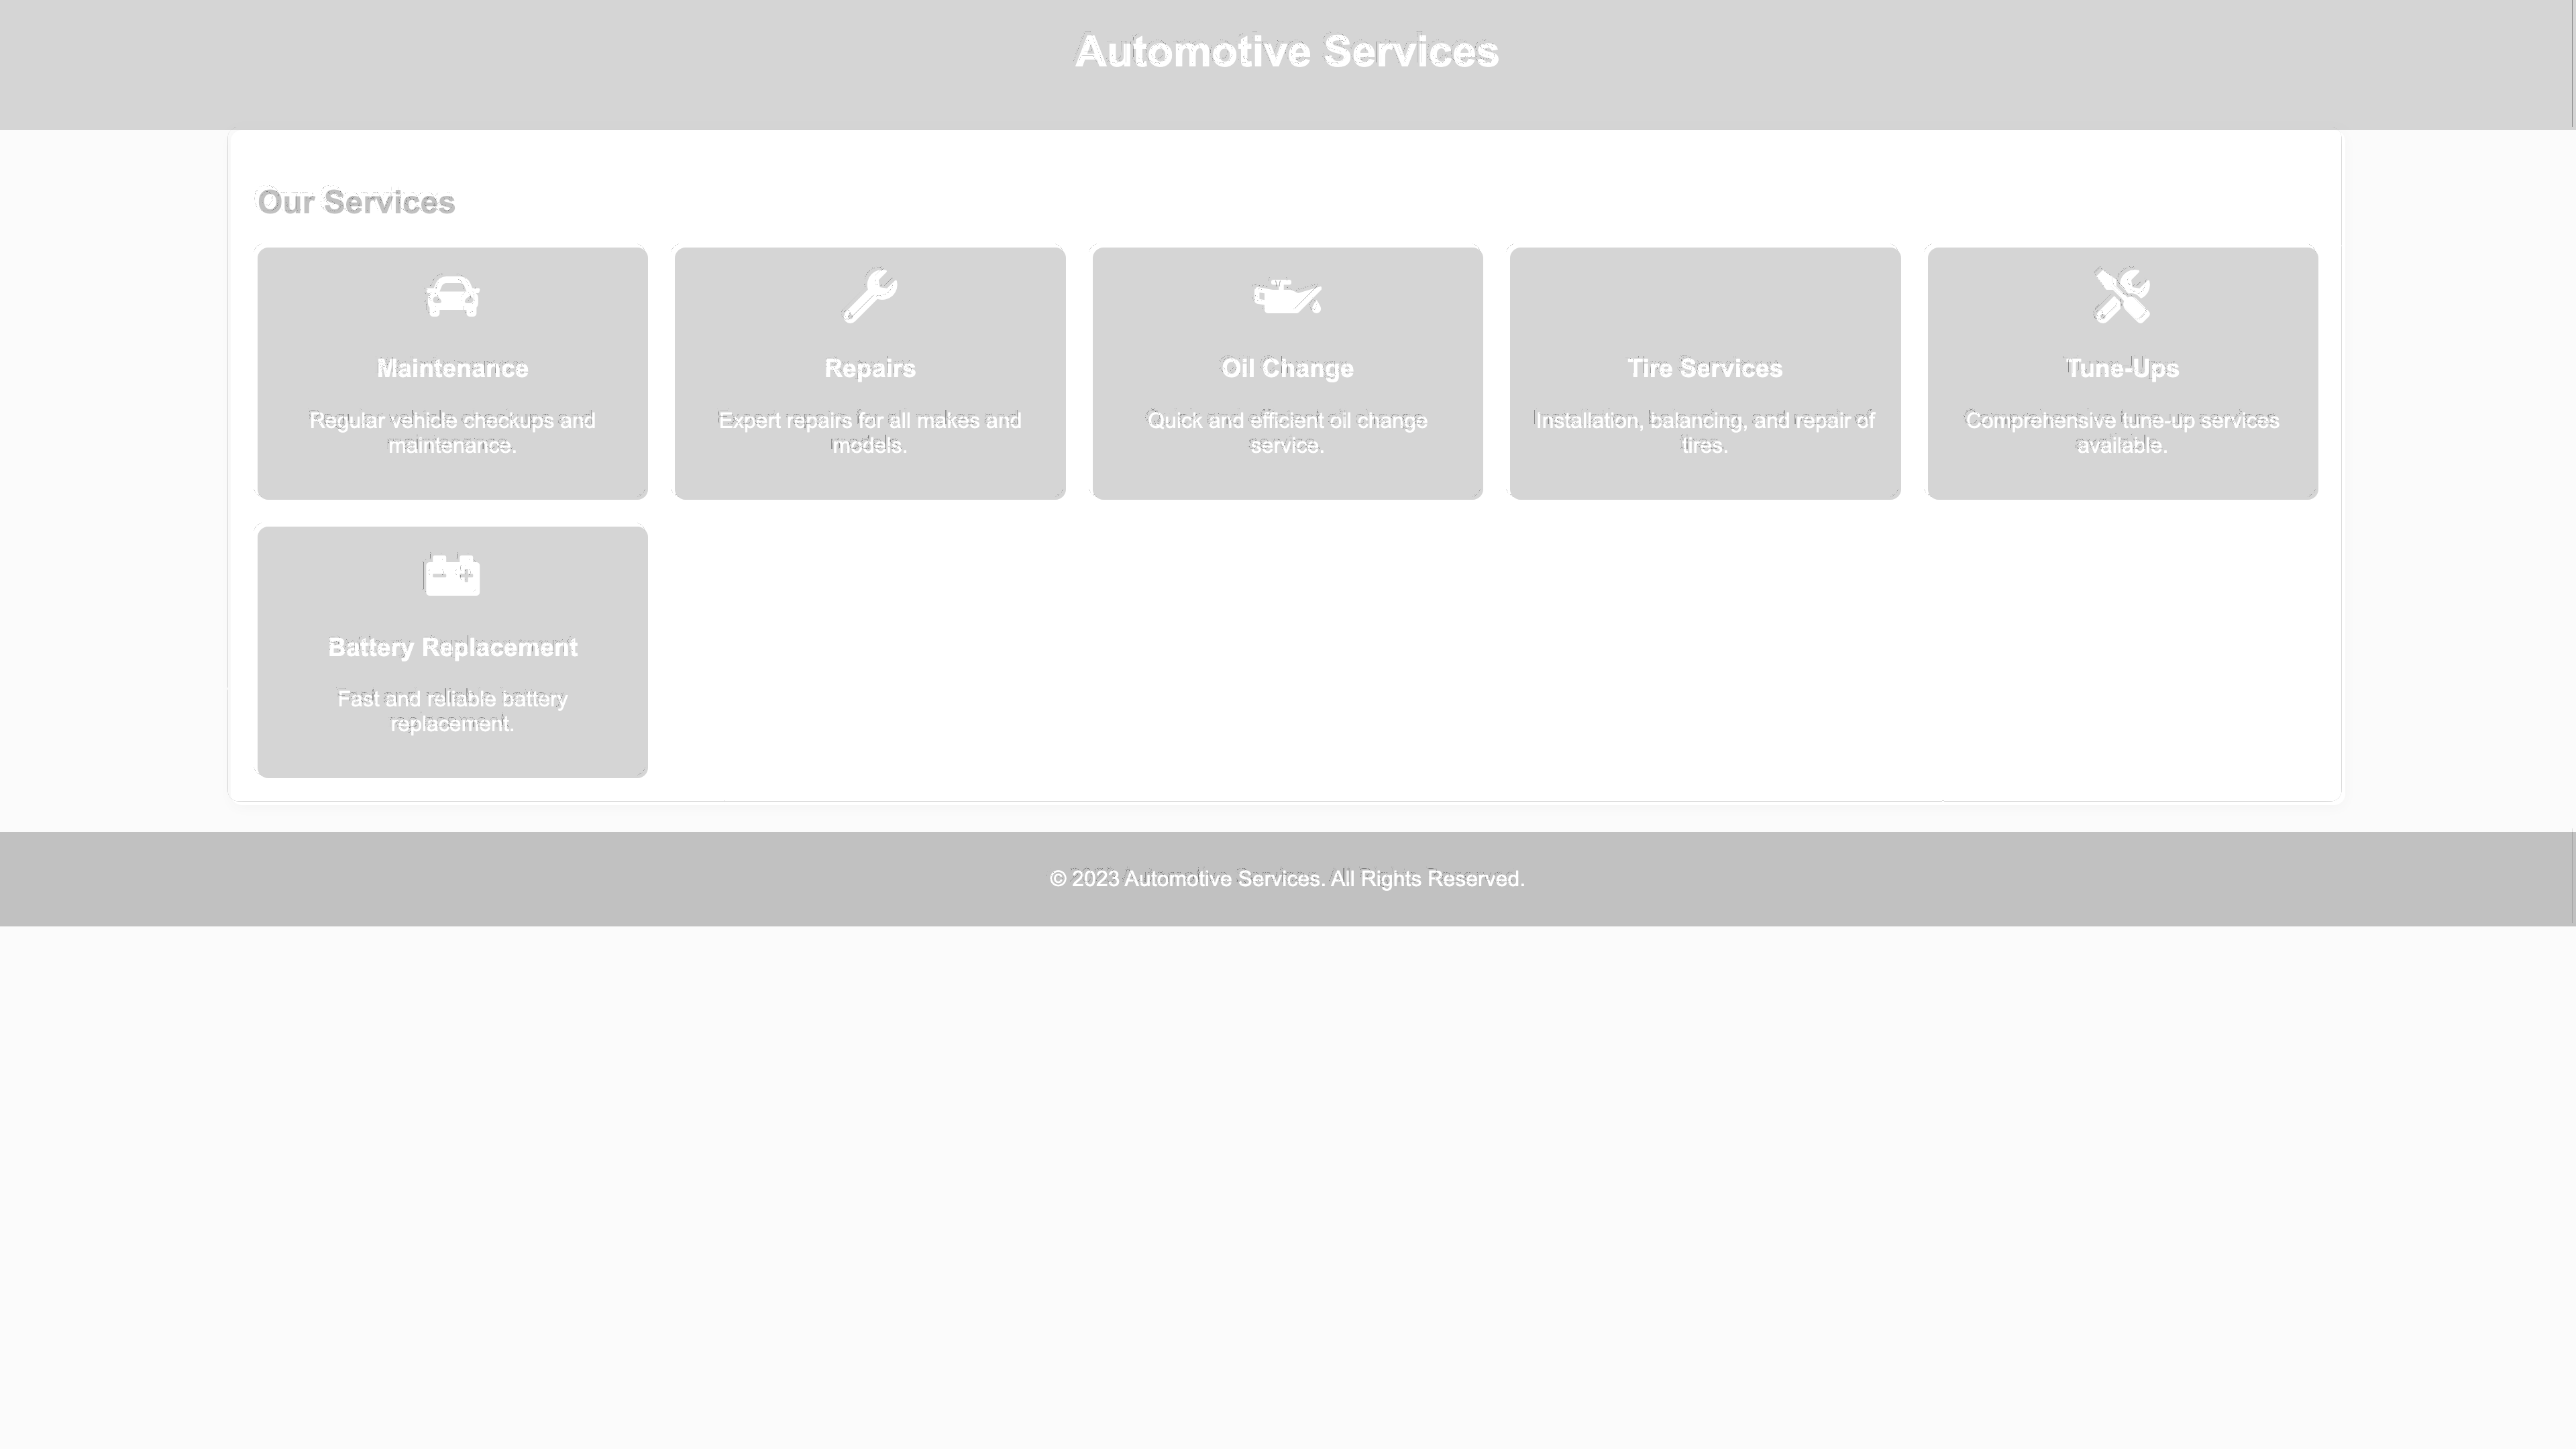 Automotive Services
Our Services
Maintenance
Regular vehicle checkups and
maintenance.
Repairs
Expert repairs for all makes and
models.
Oil Change
Quick and efficient oil change
service.
Tire Services
Installation, balancing, and repair of
tires.
Tune-Ups
Comprehensive tune-up services
available.
Battery Replacement
Fast and reliable battery
replacement.
© 2023 Automotive Services. All Rights Reserved.